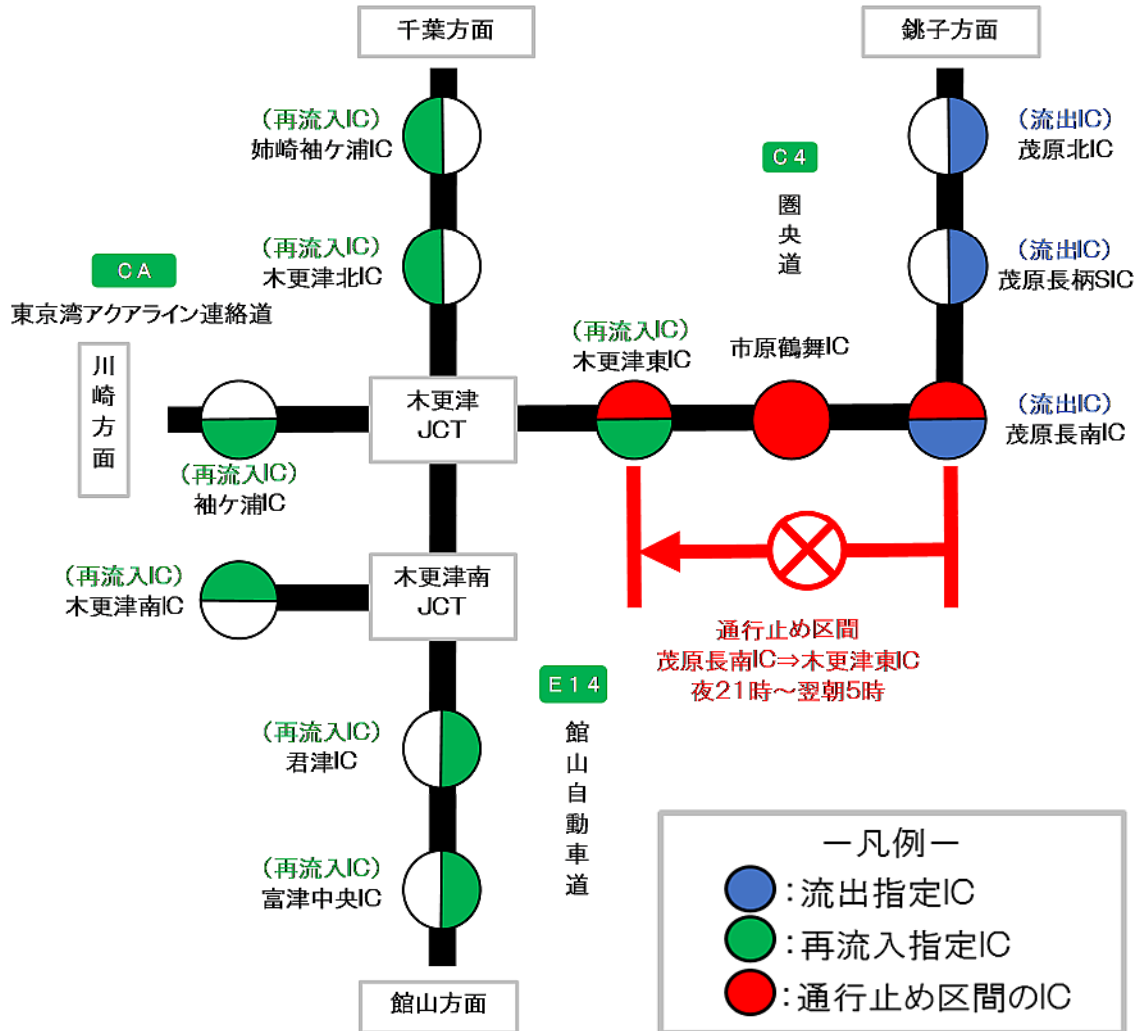 千葉方面
銚子方面
(再流入IC)
姉崎袖ケ浦IC
(流出IC)
茂原北IC
C4
圏央道
(再流入IC)
木更津北IC
(流出IC)
茂原長柄SIC
CA
東京湾アクアライン連絡道
川崎方面
(再流入IC)
木更津東IC
市原鶴舞IC
木更津
JCT
(流出IC)
茂原長南IC
(再流入IC)
袖ケ浦IC
(再流入IC)
木更津南IC
木更津南
JCT
通行止め区間
茂原長南IC⇒木更津東IC
夜21時～翌朝5時
E14
館山自動車道
(再流入IC)
君津IC
(再流入IC)
富津中央IC
館山方面
－凡例－
：流出指定IC
：再流入指定IC
：通行止め区間のIC